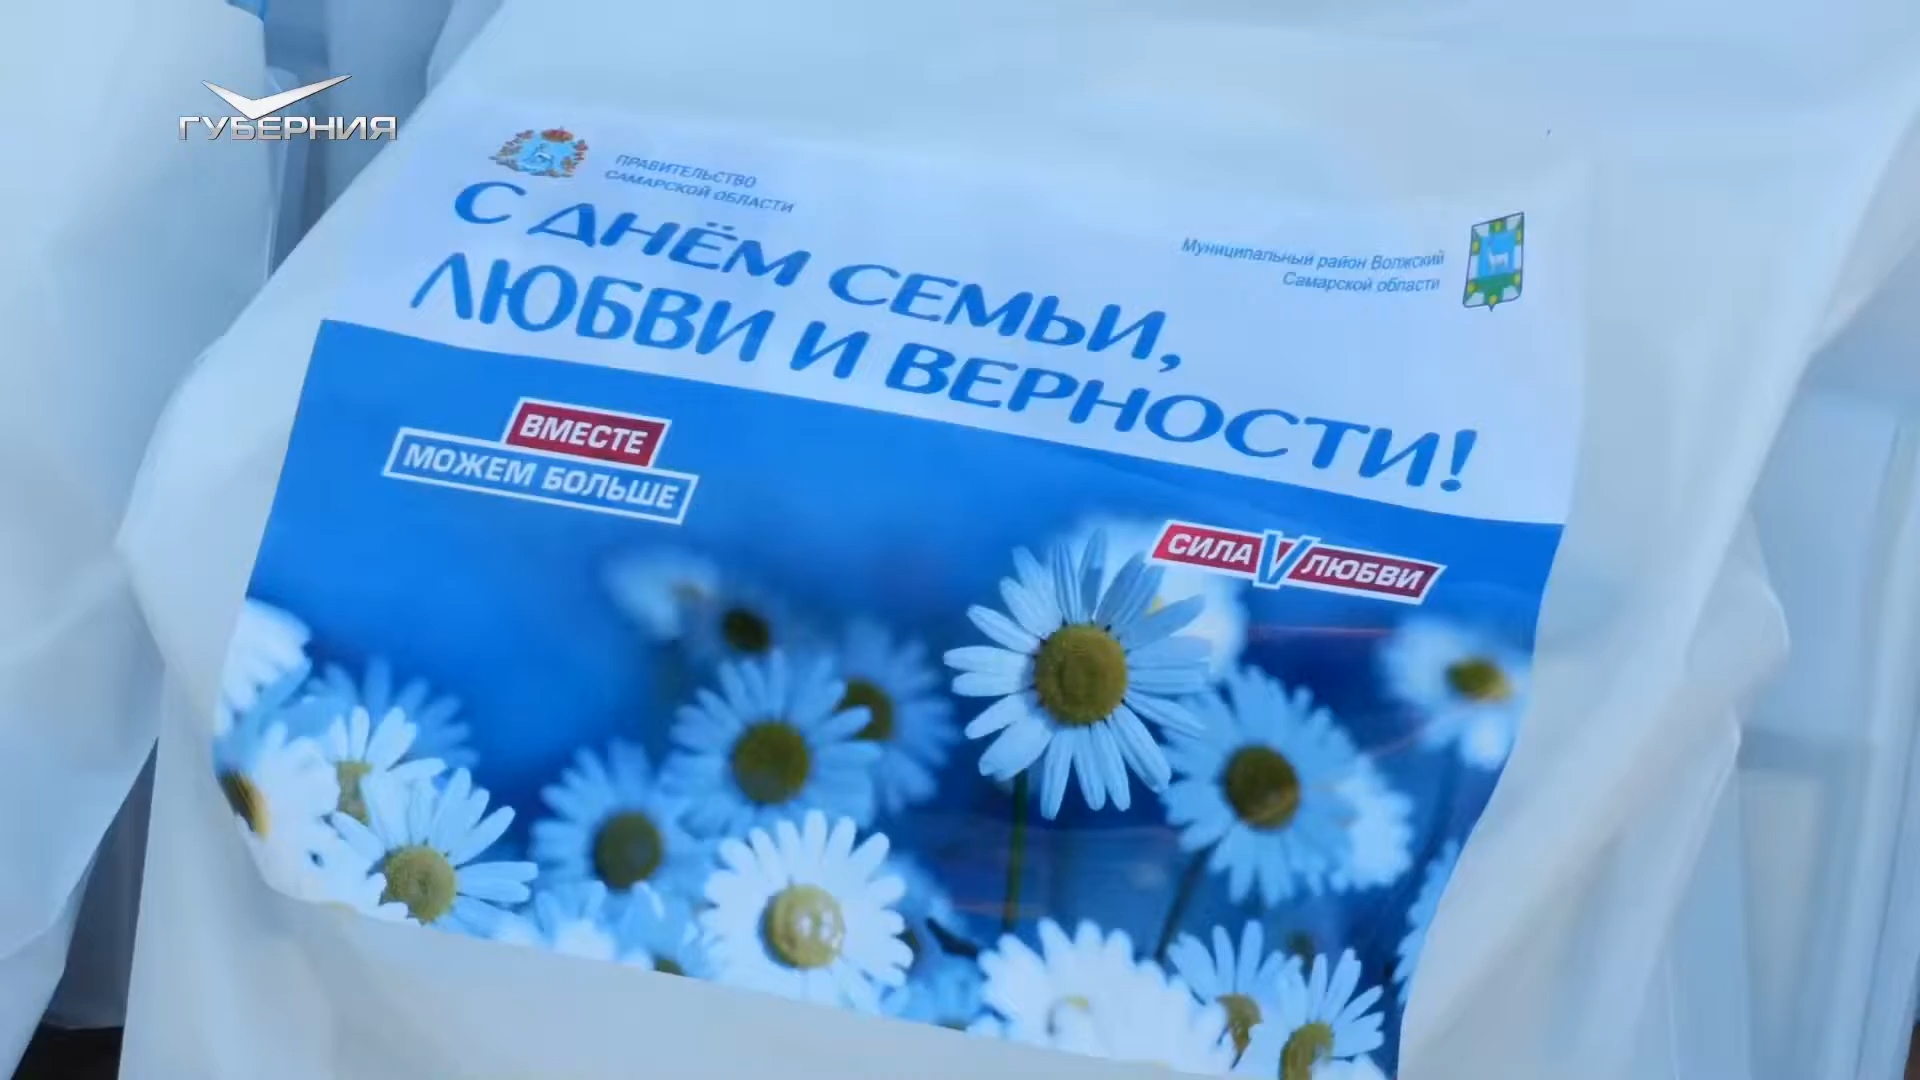 ГУБЕРНИЯ
ПРАВИТЕЛЬСТВО
САМАРСКОЙ ОБЛАСТИ
Муниципальный район Волжский
Самарской области
С ДНЁМ СЕМЬИ,
ЛЮБВИ И ВЕРНОСТИ!
ВМЕСТЕ
МОЖЕМ БОЛЬШЕ
СИЛА V ЛЮБВИ